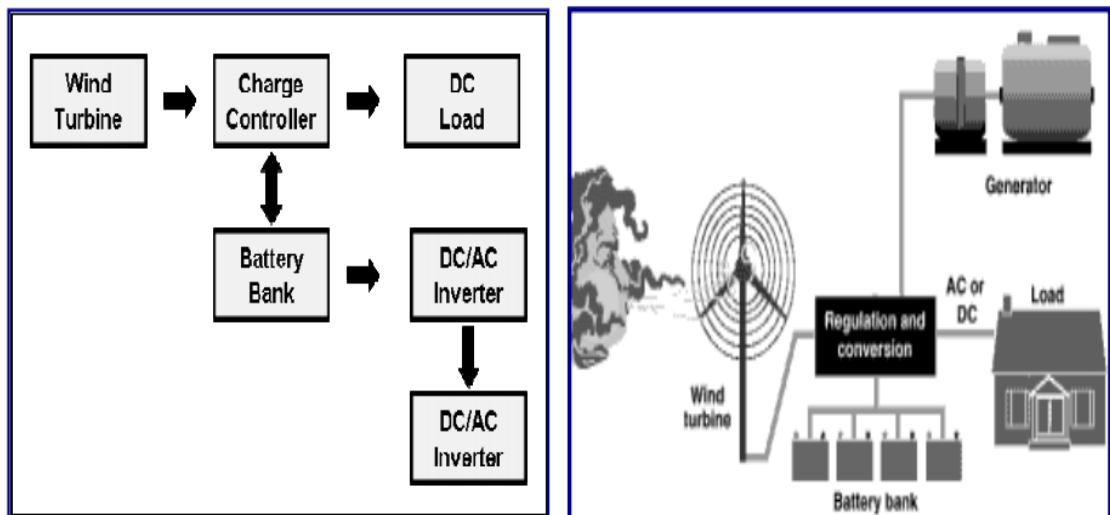 Wind
Turbine
Charge
Controller
DC
Load
Battery
Bank
DC/AC
Inverter
DC/AC
Inverter
Generator
AC or
DC
Load
Regulation and
conversion
Wind
turbine
Battery bank